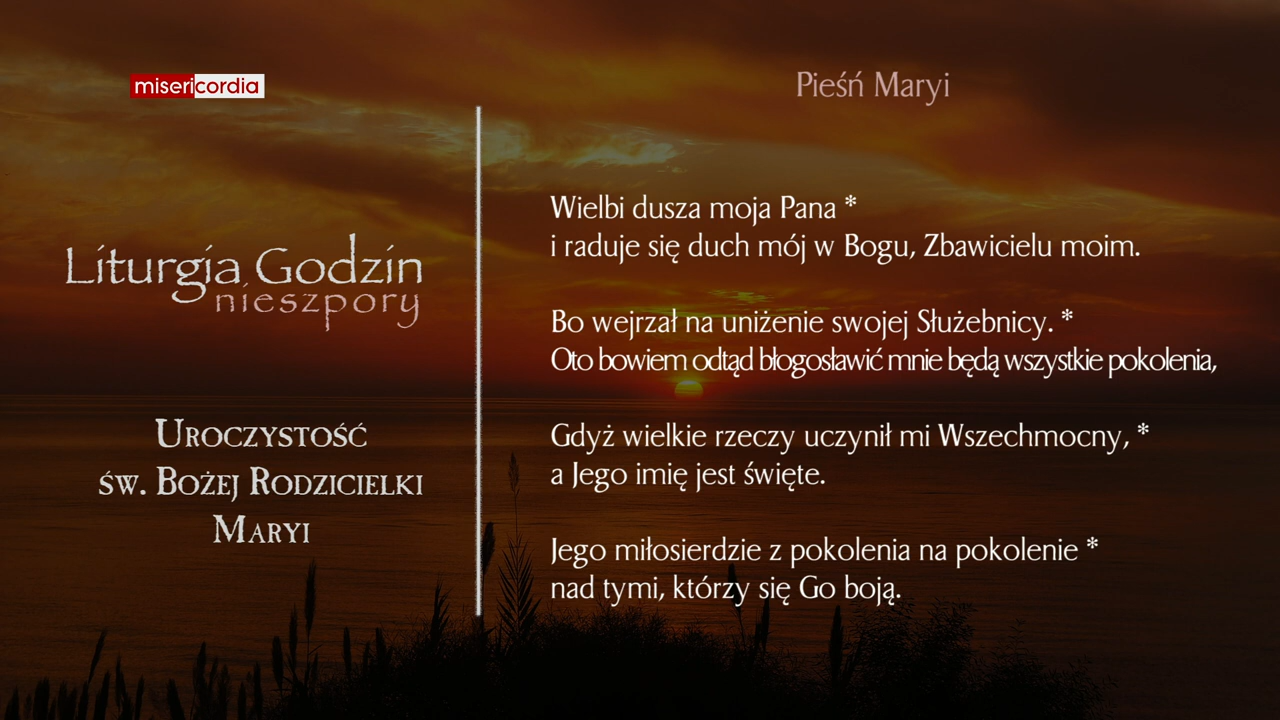 misericordia
Liturgia Godzin
nieszpory
Uroczystość
św. Bożej Rodzicielki
Maryi
Pieśń Maryi
Wielbi dusza moja Pana *
i raduje się duch mój w Bogu, Zbawicielu moim.
Bo wejrzał na uniżenie swojej Służebnicy. *
Oto bowiem odtąd błogosławić mnie będą wszystkie pokolenia,
Gdyż wielkie rzeczy uczynił mi Wszechmocny, *
a Jego imię jest święte.
Jego miłosierdzie z pokolenia na pokolenie *
nad tymi, którzy się Go boją.